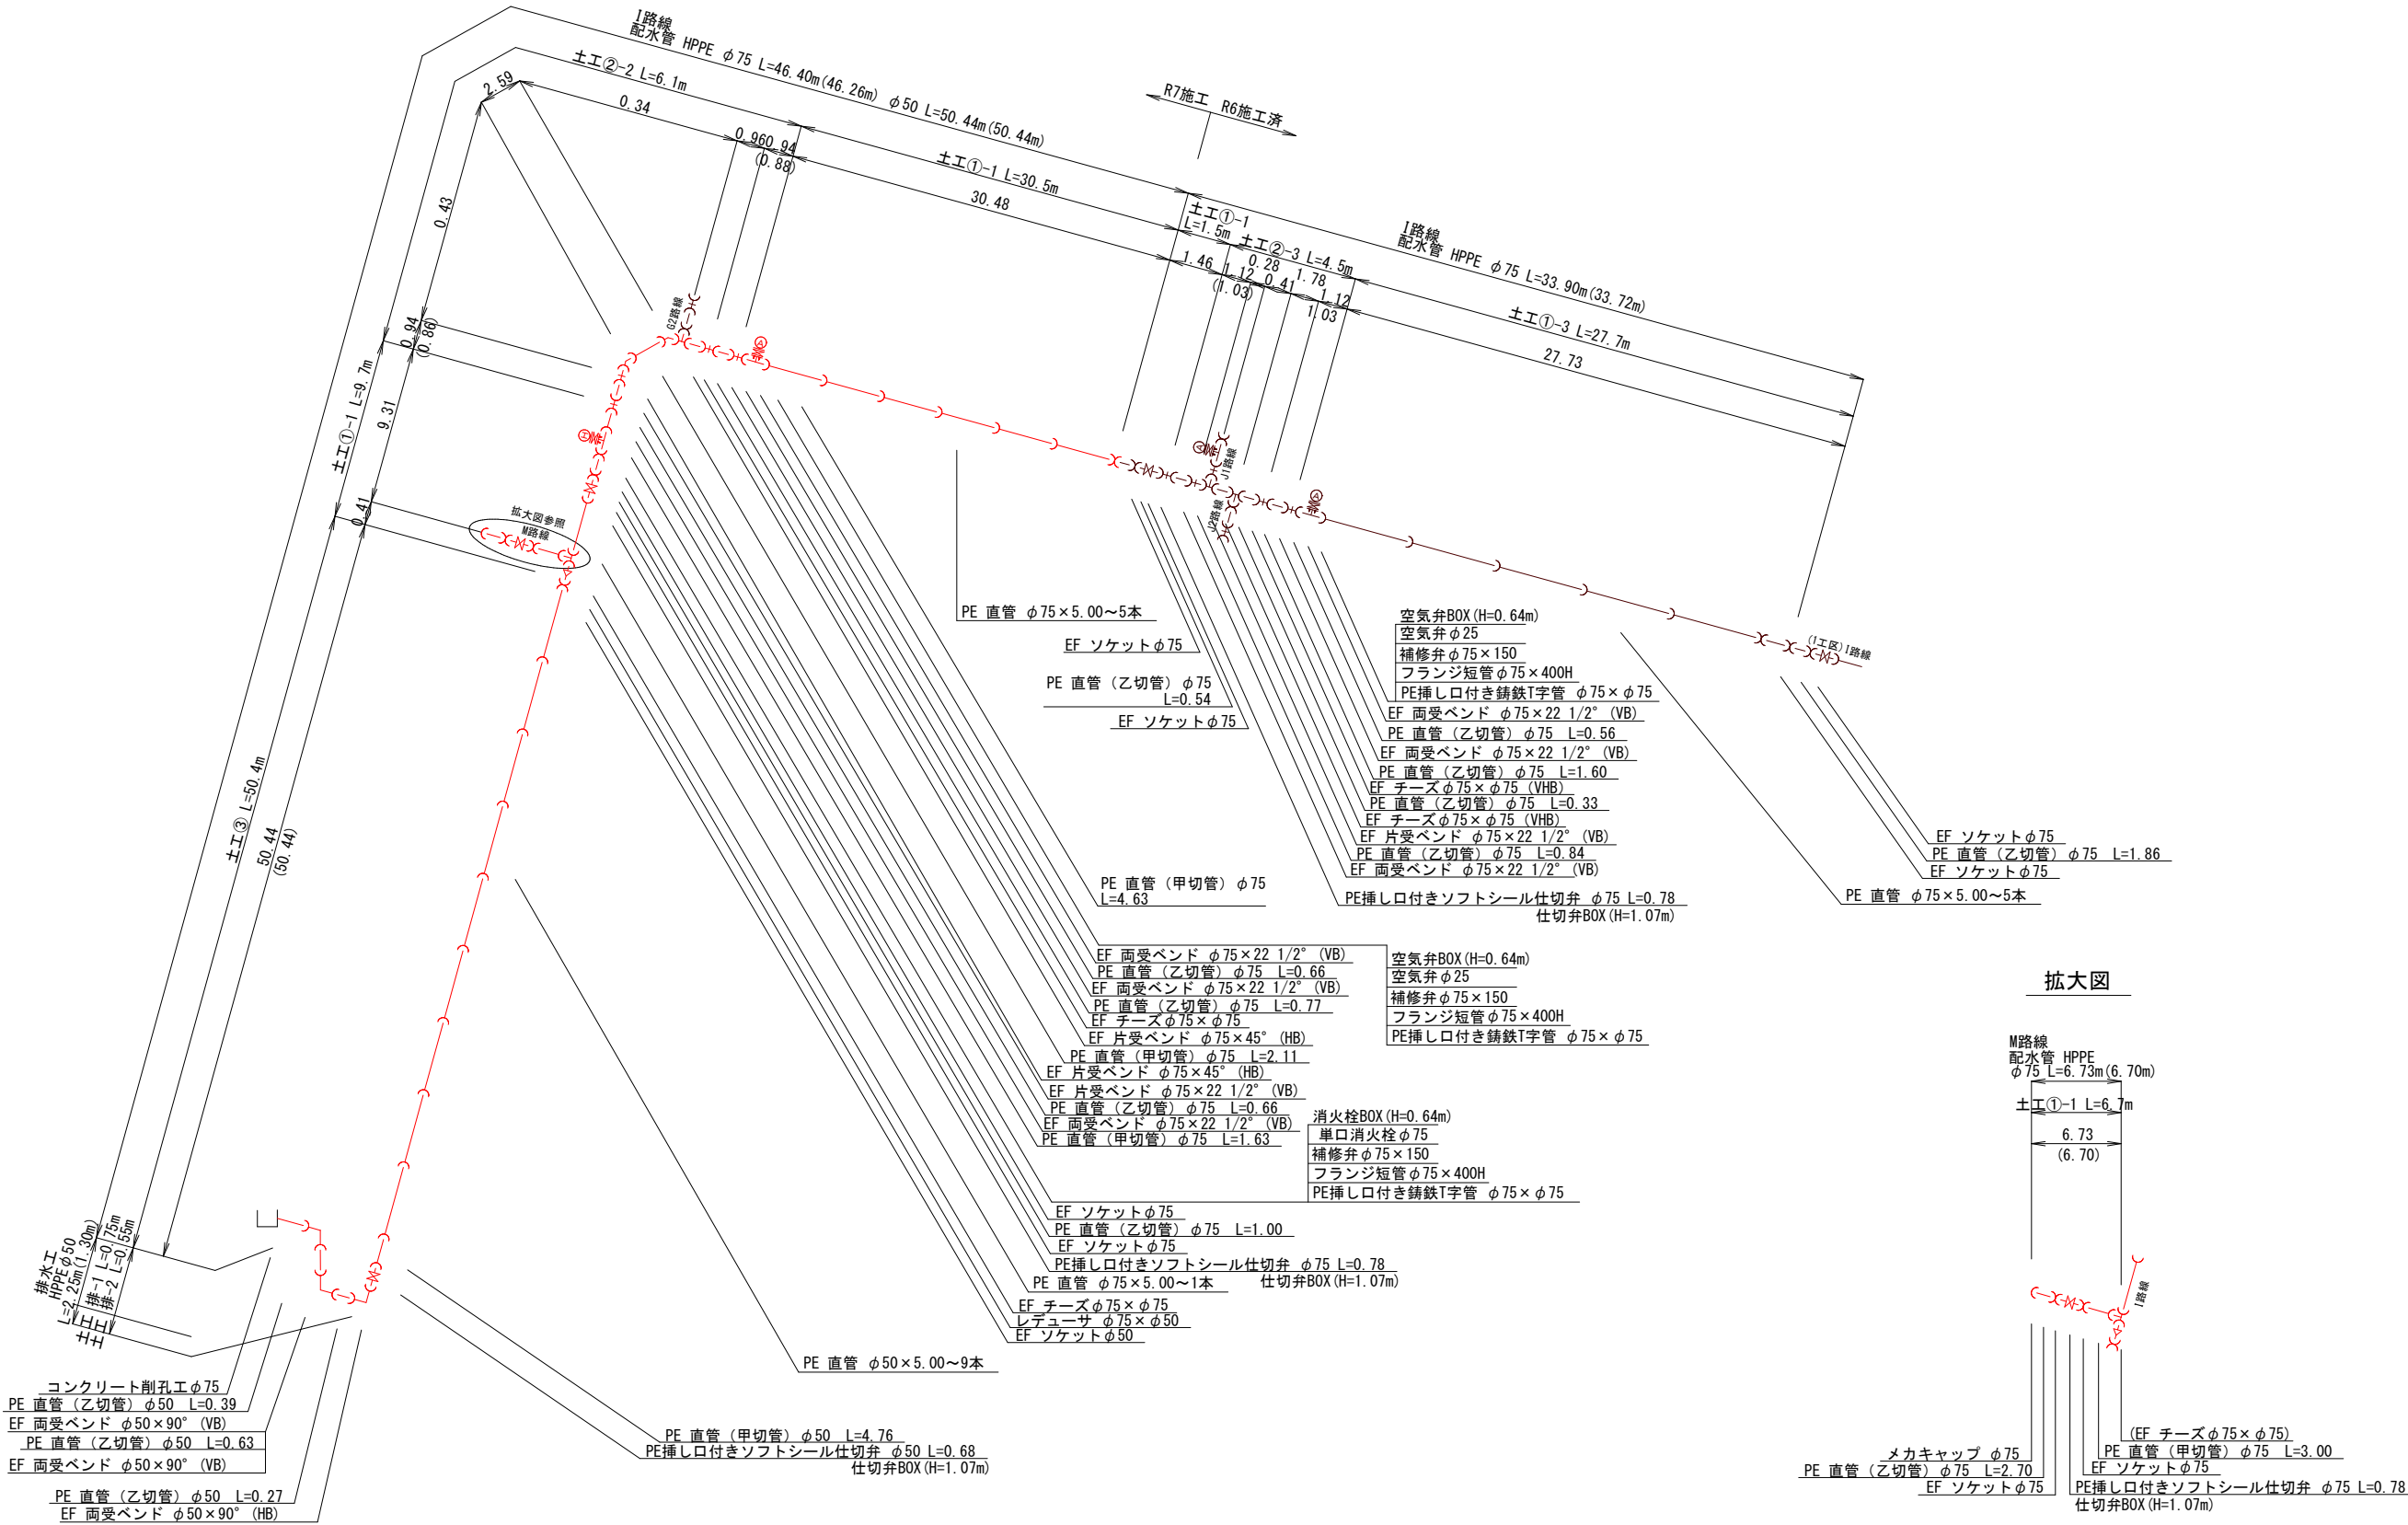 I路線
配水管 HPPE φ75 L=46.40m(46.26m) φ50 L=50.44m(50.44m)
土工②-2 L=6.1m
2.59
0.34
0.96
0.94
(0.88)
R7施工 R6施工済
土工①-1 L=30.5m
30.48
土工①-1
L=1.5m
土工②-3 L=4.5m
1.46
1.12
(1.03)
0.28
0.41
1.78
1.12
1.03
I路線
配水管 HPPE φ75 L=33.90m(33.72m)
土工①-3 L=27.7m
27.73
0.43
0.94
(0.86)
土工①-1 L=9.7m
9.31
0.41
土工③ L=50.4m
50.44
(50.44)
G2路線
Ⓐ
Ⓗ
拡大図参照
M路線
Ⓐ
J1路線
J2路線
Ⓐ
(1工区)I路線
PE 直管 φ75×5.00～5本
EF ソケットφ75
PE 直管（乙切管）φ75
L=0.54
EF ソケットφ75
空気弁BOX(H=0.64m)
空気弁φ25
補修弁φ75×150
フランジ短管φ75×400H
PE挿し口付き鋳鉄T字管 φ75×φ75
EF 両受ベンド φ75×22 1/2° (VB)
PE 直管（乙切管）φ75 L=0.56
EF 両受ベンド φ75×22 1/2° (VB)
PE 直管（乙切管）φ75 L=1.60
EF チーズφ75×φ75 (VHB)
PE 直管（乙切管）φ75 L=0.33
EF チーズφ75×φ75 (VHB)
EF 片受ベンド φ75×22 1/2° (VB)
PE 直管（乙切管）φ75 L=0.84
EF 両受ベンド φ75×22 1/2° (VB)
PE挿し口付きソフトシール仕切弁 φ75 L=0.78
仕切弁BOX(H=1.07m)
EF ソケットφ75
PE 直管（乙切管）φ75 L=1.86
EF ソケットφ75
PE 直管 φ75×5.00～5本
PE 直管（甲切管）φ75
L=4.63
EF 両受ベンド φ75×22 1/2° (VB)
PE 直管（乙切管）φ75 L=0.66
EF 両受ベンド φ75×22 1/2° (VB)
PE 直管（乙切管）φ75 L=0.77
EF チーズφ75×φ75
EF 片受ベンド φ75×45° (HB)
PE 直管（甲切管）φ75 L=2.11
EF 片受ベンド φ75×45° (HB)
EF 片受ベンド φ75×22 1/2° (VB)
PE 直管（乙切管）φ75 L=0.66
EF 両受ベンド φ75×22 1/2° (VB)
PE 直管（甲切管）φ75 L=1.63
空気弁BOX(H=0.64m)
空気弁φ25
補修弁φ75×150
フランジ短管φ75×400H
PE挿し口付き鋳鉄T字管 φ75×φ75
消火栓BOX(H=0.64m)
単口消火栓φ75
補修弁φ75×150
フランジ短管φ75×400H
PE挿し口付き鋳鉄T字管 φ75×φ75
EF ソケットφ75
PE 直管（乙切管）φ75 L=1.00
EF ソケットφ75
PE挿し口付きソフトシール仕切弁 φ75 L=0.78
仕切弁BOX(H=1.07m)
PE 直管 φ75×5.00～1本
EF チーズφ75×φ75
レデューサ φ75×φ50
EF ソケットφ50
PE 直管 φ50×5.00～9本
排水工
HPPEφ50
L=2.25m(1.30m)
土工 排-1 L=0.75m
土工 排-2 L=0.55m
コンクリート削孔工φ75
PE 直管（乙切管）φ50 L=0.39
EF 両受ベンド φ50×90° (VB)
PE 直管（乙切管）φ50 L=0.63
EF 両受ベンド φ50×90° (VB)
PE 直管（乙切管）φ50 L=0.27
EF 両受ベンド φ50×90° (HB)
PE 直管（甲切管）φ50 L=4.76
PE挿し口付きソフトシール仕切弁 φ50 L=0.68
仕切弁BOX(H=1.07m)
拡大図
M路線
配水管 HPPE
φ75 L=6.73m(6.70m)
土工①-1 L=6.7m
6.73
(6.70)
I路線
メカキャップ φ75
PE 直管（乙切管）φ75 L=2.70
EF ソケットφ75
(EF チーズφ75×φ75)
PE 直管（甲切管）φ75 L=3.00
EF ソケットφ75
PE挿し口付きソフトシール仕切弁 φ75 L=0.78
仕切弁BOX(H=1.07m)